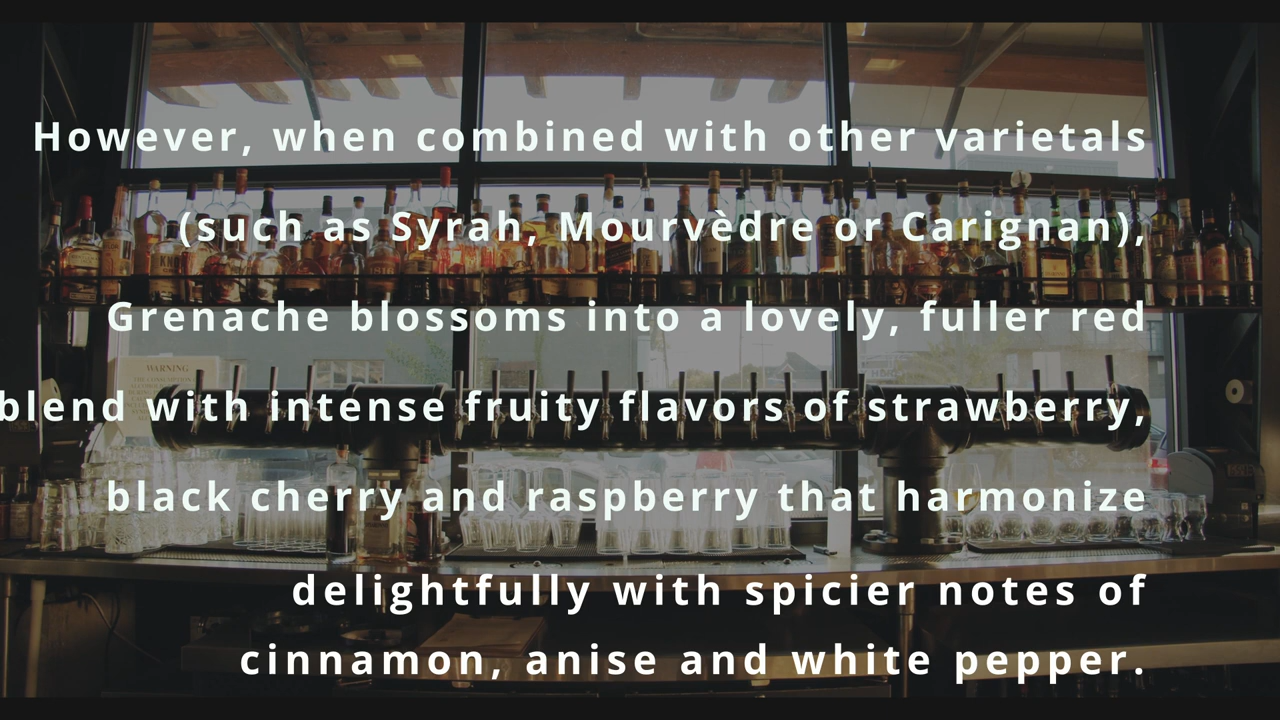 However, when combined with other varietals
(such as Syrah, Mourvèdre or Carignan),
Grenache blossoms into a lovely, fuller red
blend with intense fruity flavors of strawberry,
black cherry and raspberry that harmonize
delightfully with spicier notes of
cinnamon, anise and white pepper.
WARNING